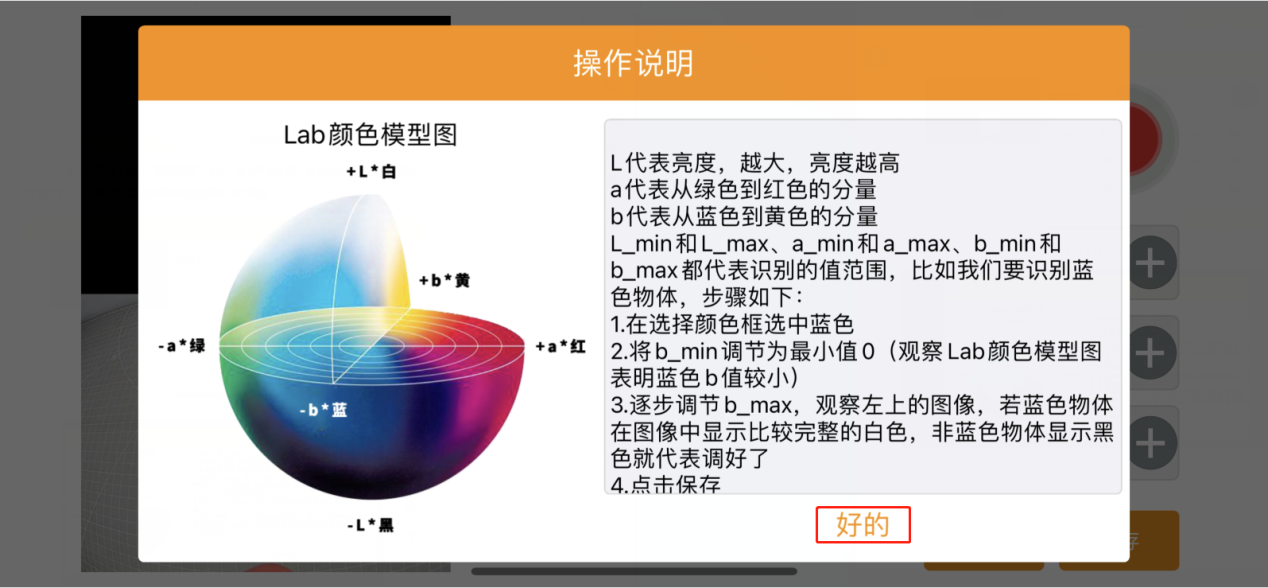 操作说明
Lab颜色模型图
+L*白
+b*黄
-a*绿
+a*红
-b*蓝
-L*黑
L代表亮度，越大，亮度越高
a代表从绿色到红色的分量
b代表从蓝色到黄色的分量
L_min和L_max、a_min和a_max、b_min和
b_max都代表识别的值范围，比如我们要识别蓝
色物体，步骤如下：
1.在选择颜色框选中蓝色
2.将b_min调节为最小值0（观察Lab颜色模型图
表明蓝色b值较小）
3.逐步调节b_max，观察左上的图像，若蓝色物体
在图像中显示比较完整的白色，非蓝色物体显示黑
色就代表调好了
4.点击保存
好的